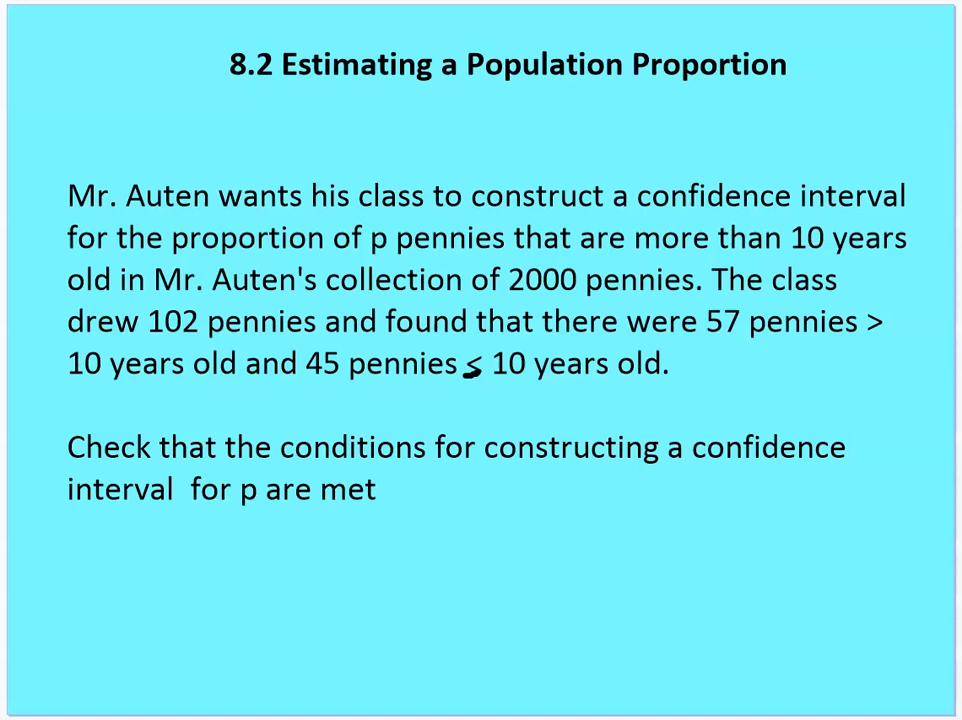 8.2 Estimating a Population Proportion
Mr. Auten wants his class to construct a confidence interval
for the proportion of p pennies that are more than 10 years
old in Mr. Auten's collection of 2000 pennies. The class
drew 102 pennies and found that there were 57 pennies >
10 years old and 45 pennies ≤ 10 years old.
Check that the conditions for constructing a confidence
interval  for p are met